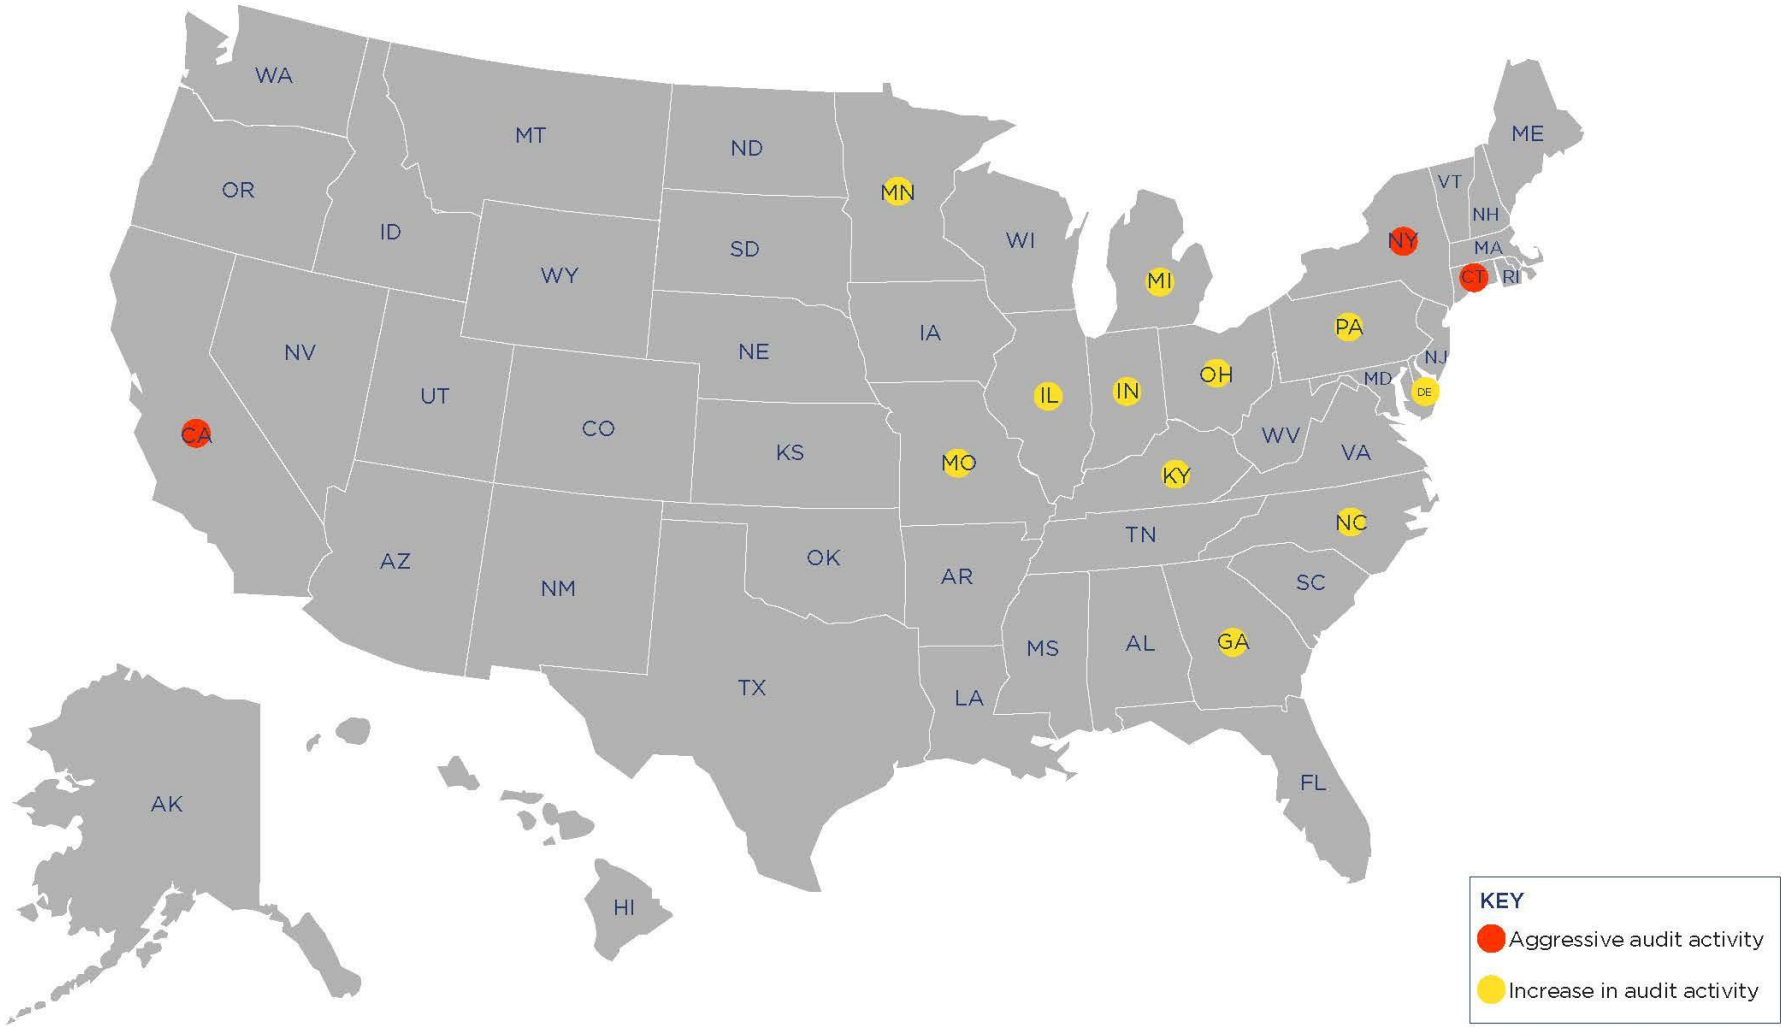 WA
MT
ND
MN
OR
ID
SD
WY
WI
MI
ME
VT
NH
NY
MA
CT
RI
IA
NE
NV
UT
CO
IL
IN
OH
PA
NJ
MD
DE
CA
KS
MO
KY
WV
VA
AZ
NM
OK
AR
TN
NC
SC
TX
LA
MS
AL
GA
FL
AK
HI
KEY
Aggressive audit activity
Increase in audit activity